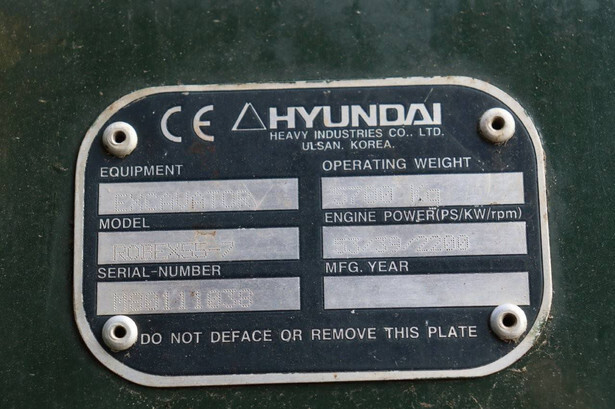 CE HYUNDAI
HEAVY INDUSTRIES CO., LTD.
ULSAN, KOREA.
EQUIPMENT
OPERATING WEIGHT
EXCAVATOR
kg
MODEL
ENGINE POWER(PS/KW/rpm)
ROBEX55-7
SERIAL-NUMBER
MFG. YEAR
DO NOT DEFACE OR REMOVE THIS PLATE